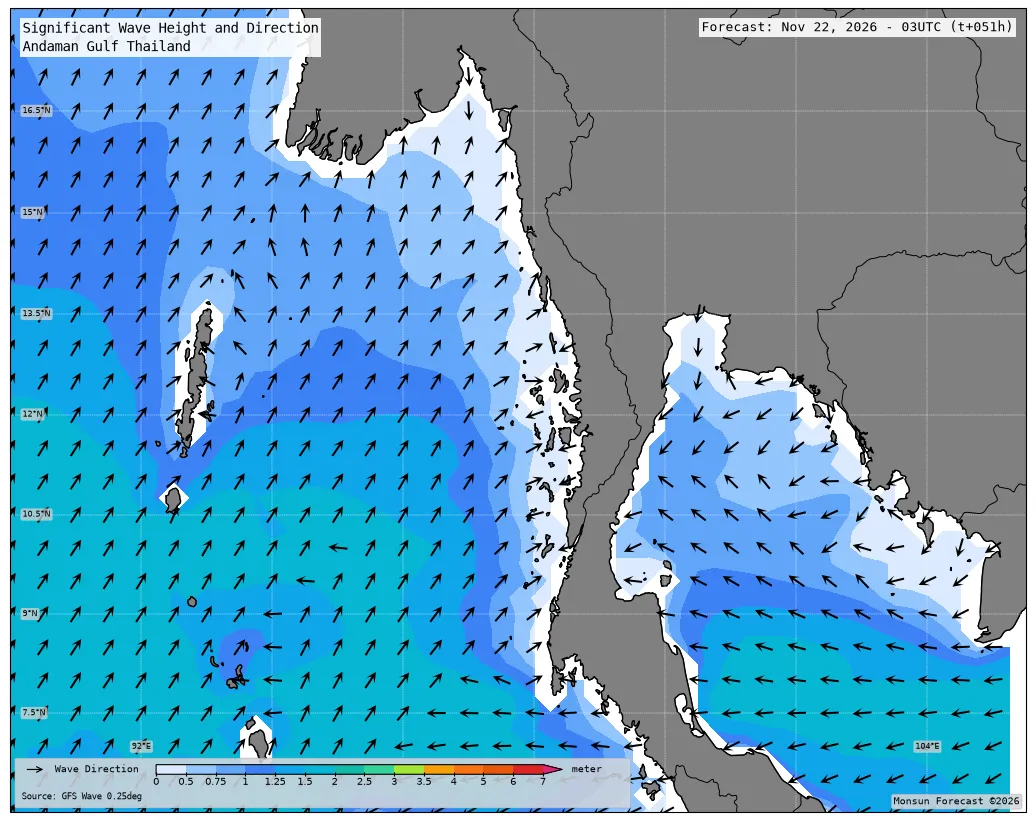 Significant Wave Height and Direction
Andaman Gulf Thailand
Forecast: Nov 22, 2026 - 03UTC (t+051h)
16.5°N
15°N
13.5°N
12°N
10.5°N
9°N
7.5°N
92°E
104°E
Wave Direction
0 0.5 0.75 1 1.25 1.5 2 2.5 3 3.5 4 5 6 7
meter
Source: GFS Wave 0.25deg
Monsun Forecast ©2026